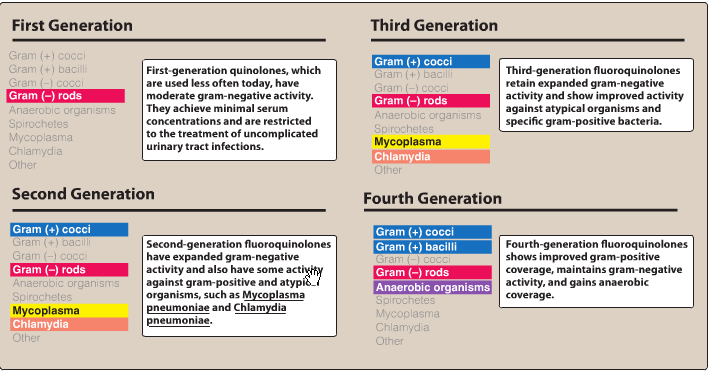 First Generation
Gram (+) cocci
Gram (+) bacilli
Gram (−) cocci
Gram (−) rods
Anaerobic organisms
Spirochetes
Mycoplasma
Chlamydia
Other
First-generation quinolones, which
are used less often today, have
moderate gram-negative activity.
They achieve minimal serum
concentrations and are restricted
to the treatment of uncomplicated
urinary tract infections.
Third Generation
Gram (+) cocci
Gram (+) bacilli
Gram (−) cocci
Gram (−) rods
Anaerobic organisms
Spirochetes
Mycoplasma
Chlamydia
Other
Third-generation fluoroquinolones
retain expanded gram-negative
activity and show improved activity
against atypical organisms and
specific gram-positive bacteria.
Second Generation
Gram (+) cocci
Gram (+) bacilli
Gram (−) cocci
Gram (−) rods
Anaerobic organisms
Spirochetes
Mycoplasma
Chlamydia
Other
Second-generation fluoroquinolones
have expanded gram-negative
activity and also have some activity
against gram-positive and atypical
organisms, such as Mycoplasma
pneumoniae and Chlamydia
pneumoniae.
Fourth Generation
Gram (+) cocci
Gram (+) bacilli
Gram (−) cocci
Gram (−) rods
Anaerobic organisms
Spirochetes
Mycoplasma
Chlamydia
Other
Fourth-generation fluoroquinolones
shows improved gram-positive
coverage, maintains gram-negative
activity, and gains anaerobic
coverage.